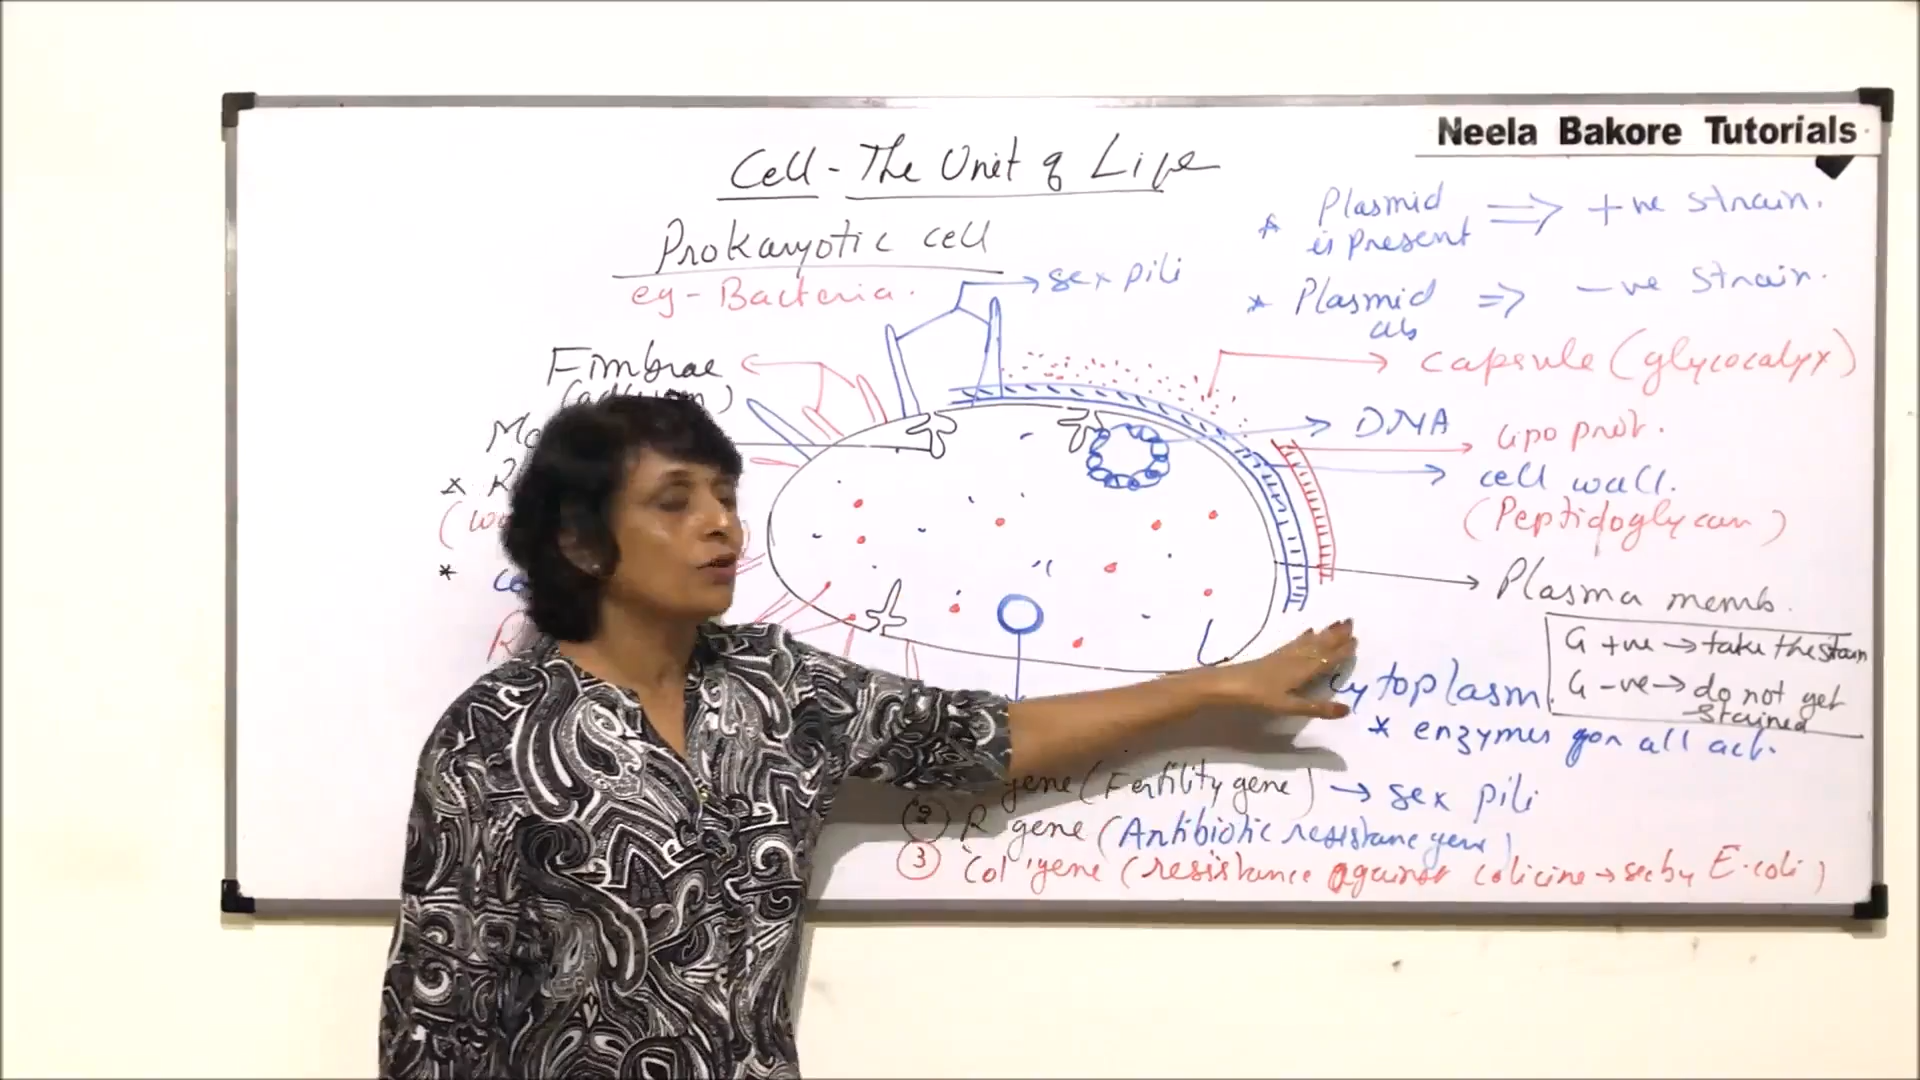 Neela Bakore Tutorials
Cell - The Unit of Life
Prokaryotic cell
eg - Bacteria.
sex pili
* Plasmid is present ⇒ +ve strain.
* Plasmid ab ⇒ -ve strain.
Fimbrae
capsule (glycocalyx)
DNA
Lipo prot.
cell wall.
(Peptidoglycan)
Plasma memb.
G +ve → take the stain
G -ve → do not get stained
cytoplasm
* enzymes for all act.
gene (Fertility gene) → sex pili
② R gene (Antibiotic resistance gene)
③ 'Col' gene (resistance against colicine → sec by E.coli)